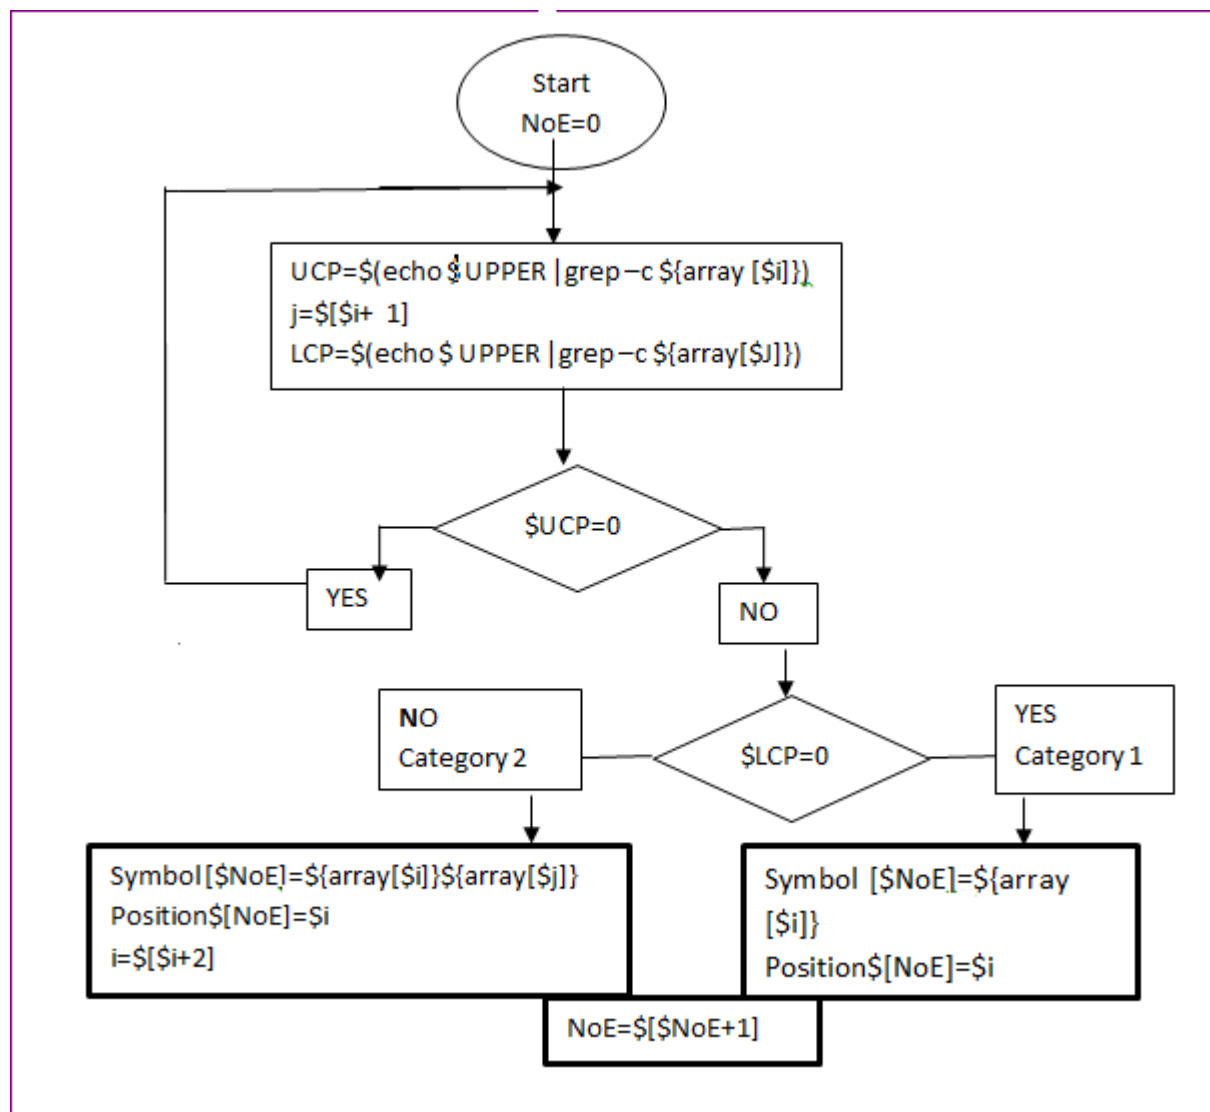 Start
NoE=0
UCP=$(echo $ UPPER |grep –c ${array [$i]})
j=$[$i+ 1]
LCP=$(echo $ UPPER |grep –c ${array[$J]})
$UCP=0
YES
NO
NO
Category 2
$LCP=0
YES
Category 1
Symbol[$NoE]=${array[$i]}${array[$j]}
Position$[NoE]=$i
i=$[$i+2]
Symbol [$NoE]=${array
[$i]}
Position$[NoE]=$i
NoE=$[$NoE+1]